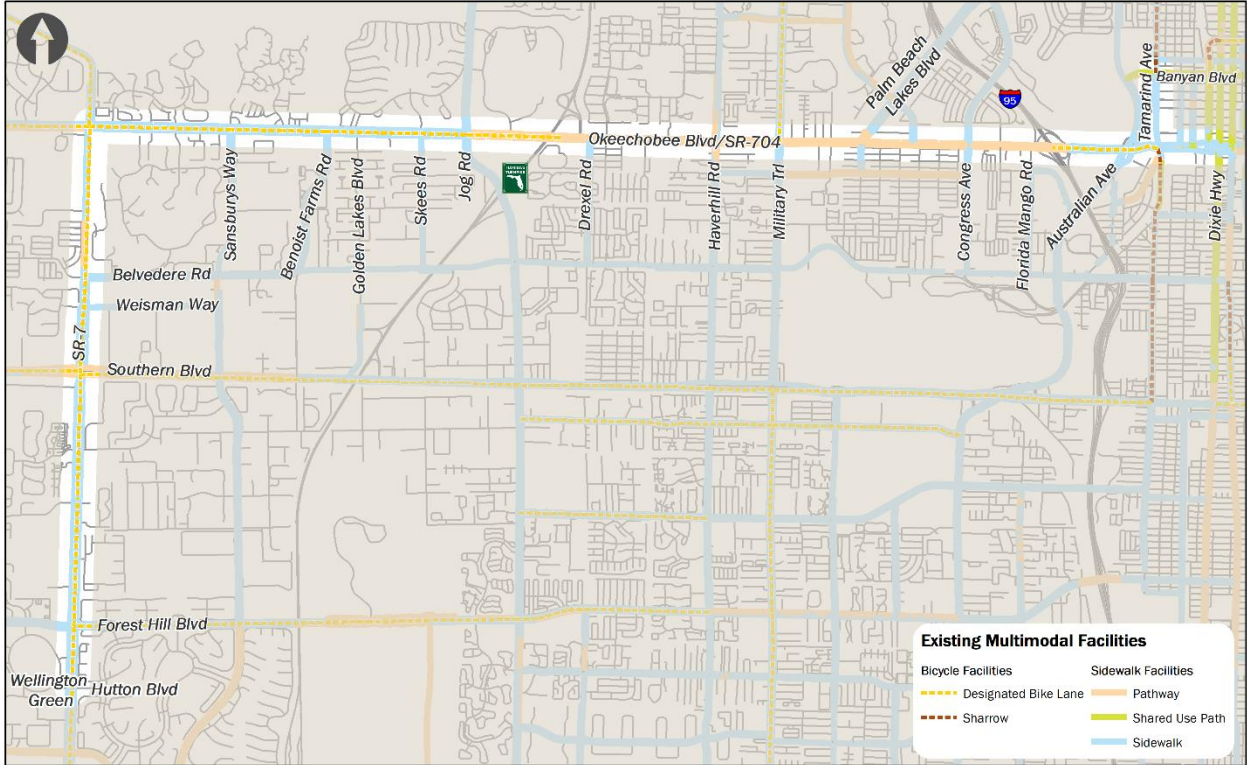 Palm Beach
Lakes Blvd
Tamarind Ave
Banyan Blvd
95
Okeechobee Blvd/SR-704
Sansburys Way
Benoist Farms Rd
Golden Lakes Blvd
Skees Rd
Jog Rd
Drexel Rd
Haverhill Rd
Military Trl
Congress Ave
Florida Mango Rd
Australian Ave
Dixie Hwy
Belvedere Rd
Weisman Way
SR-7
Southern Blvd
Forest Hill Blvd
Wellington
Green
Hutton Blvd
Existing Multimodal Facilities
Bicycle Facilities
Designated Bike Lane
Sharrow
Sidewalk Facilities
Pathway
Shared Use Path
Sidewalk